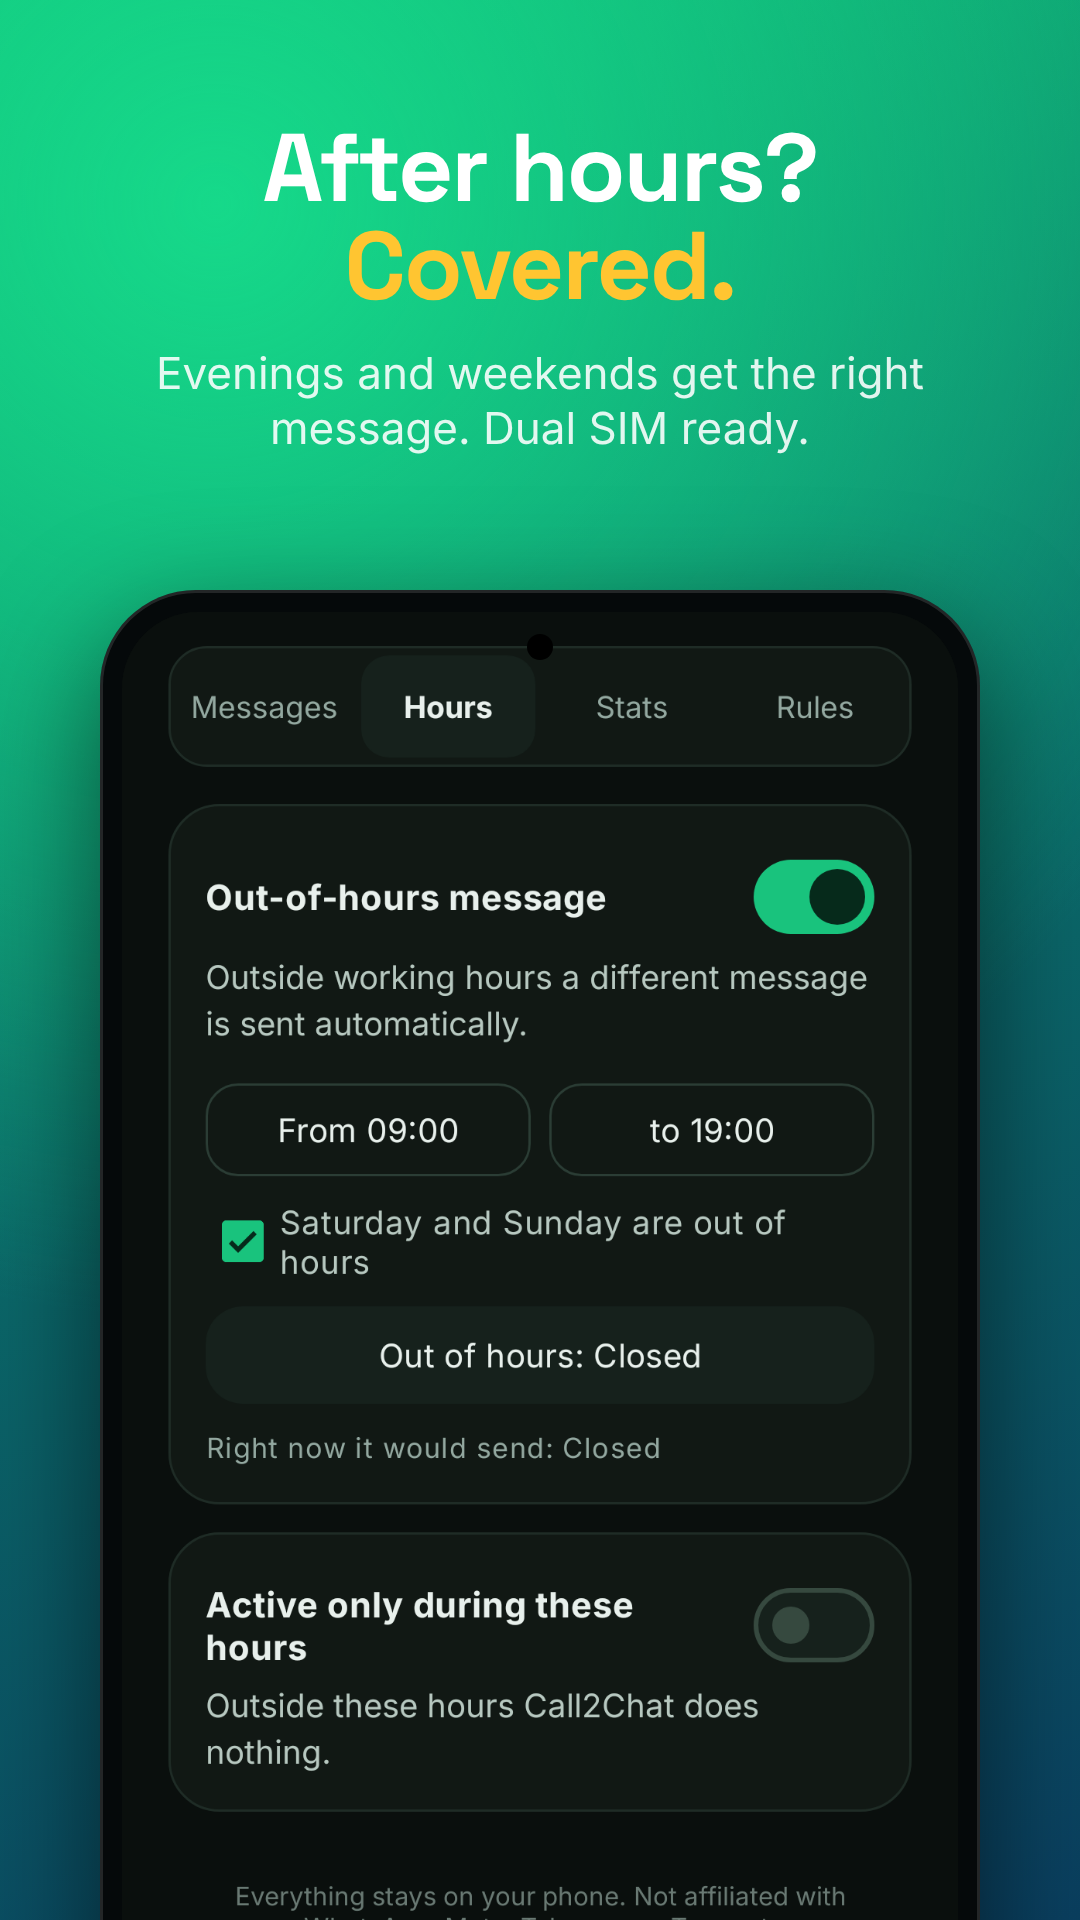 After hours?
Covered.
Evenings and weekends get the right
message. Dual SIM ready.
Messages Hours Stats Rules
Out-of-hours message
Outside working hours a different message
is sent automatically.
From 09:00 to 19:00
Saturday and Sunday are out of
hours
Out of hours: Closed
Right now it would send: Closed
Active only during these
hours
Outside these hours Call2Chat does
nothing.
Everything stays on your phone. Not affiliated with